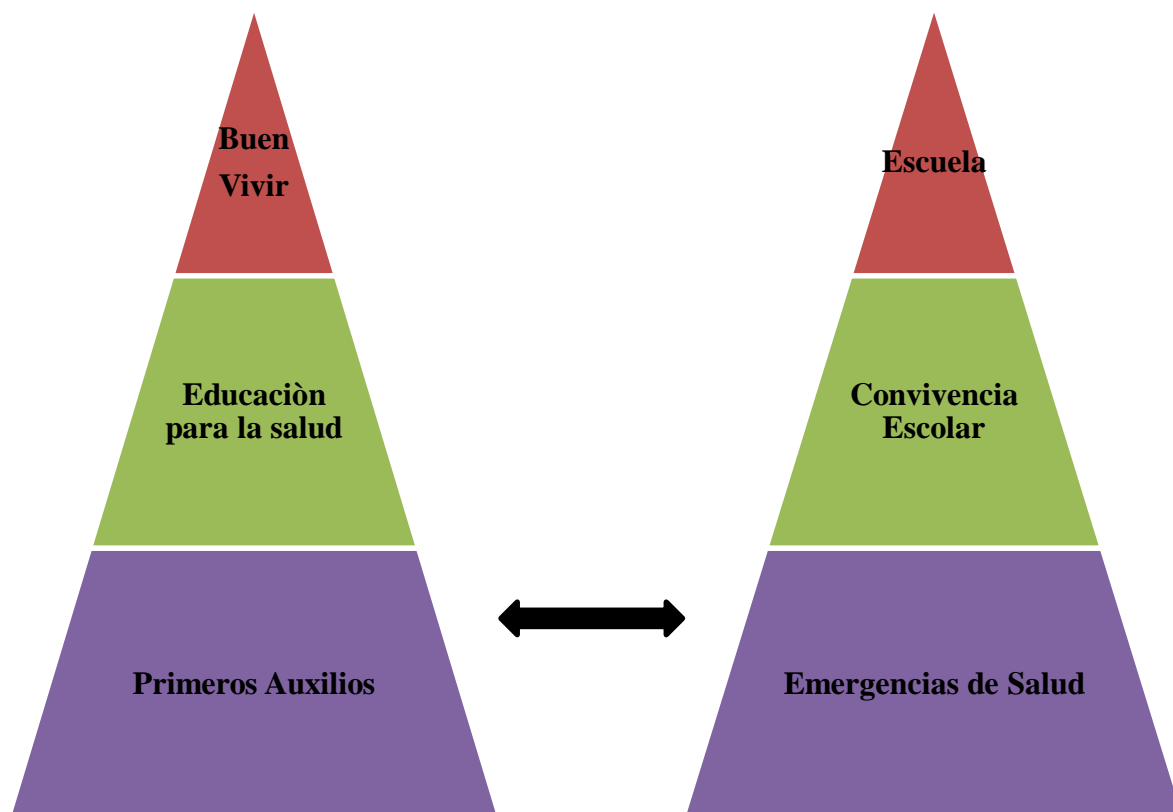 Buen
Vivir
Educaciòn
para la salud
Primeros Auxilios
Escuela
Convivencia
Escolar
Emergencias de Salud